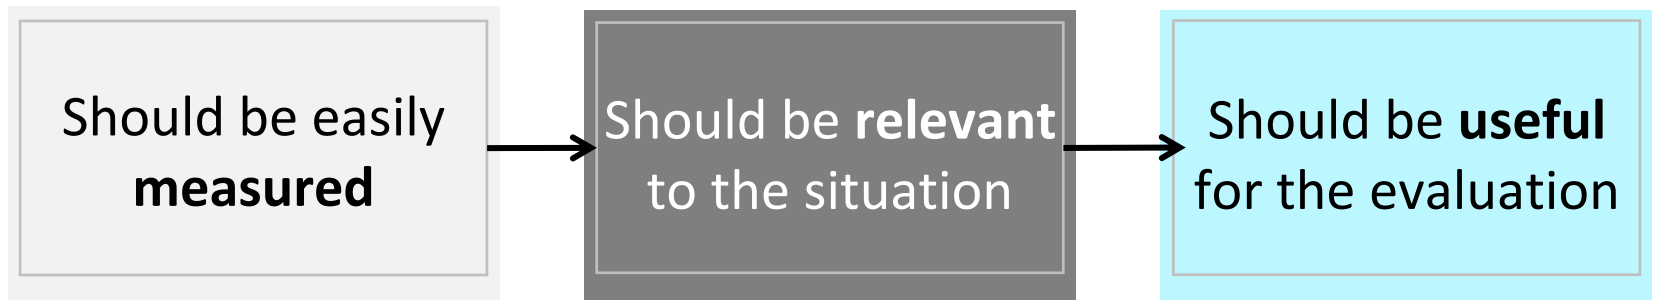 Should be easily
measured
Should be relevant
to the situation
Should be useful
for the evaluation